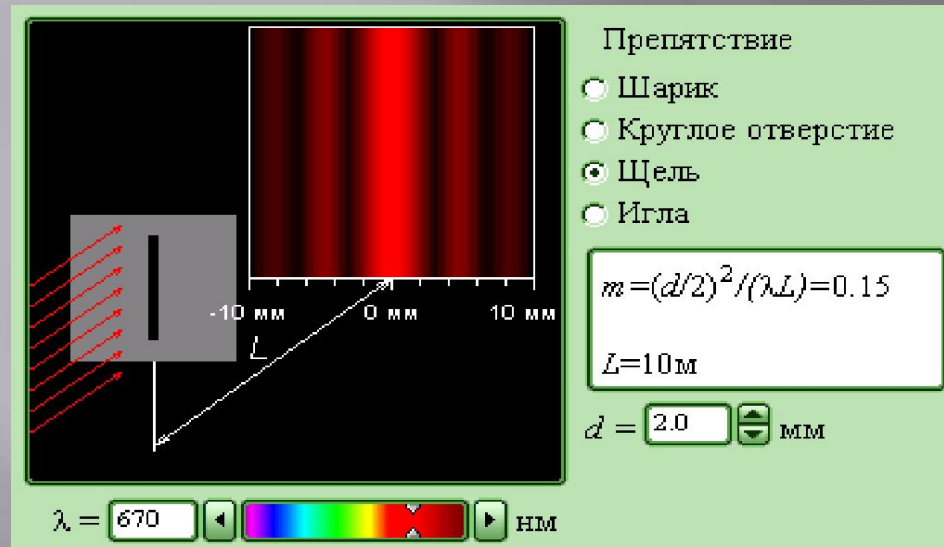 Препятствие
Шарик
Круглое отверстие
Щель
Игла
-10 мм 0 мм 10 мм
L
m=(d/2)²/(λL)=0.15
L=10м
d = 2.0 мм
λ = 670 нм